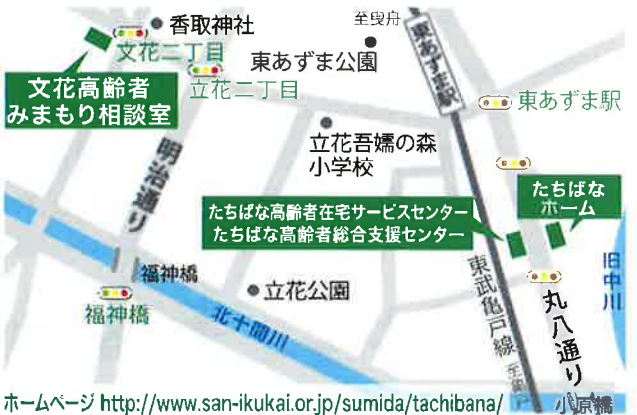 香取神社
至曳舟
文花二丁目
東あずま公園
東あずま駅
文花高齢者
みまもり相談室
立花二丁目
東あずま駅
明治通り
立花吾嬬の森
小学校
たちばな
ホーム
たちばな高齢者在宅サービスセンター
たちばな高齢者総合支援センター
福神橋
福神橋
立花公園
北十間川
東武亀戸線
旧中川
丸八通り
小原橋
ホームページ http://www.san-ikukai.or.jp/sumida/tachibana/